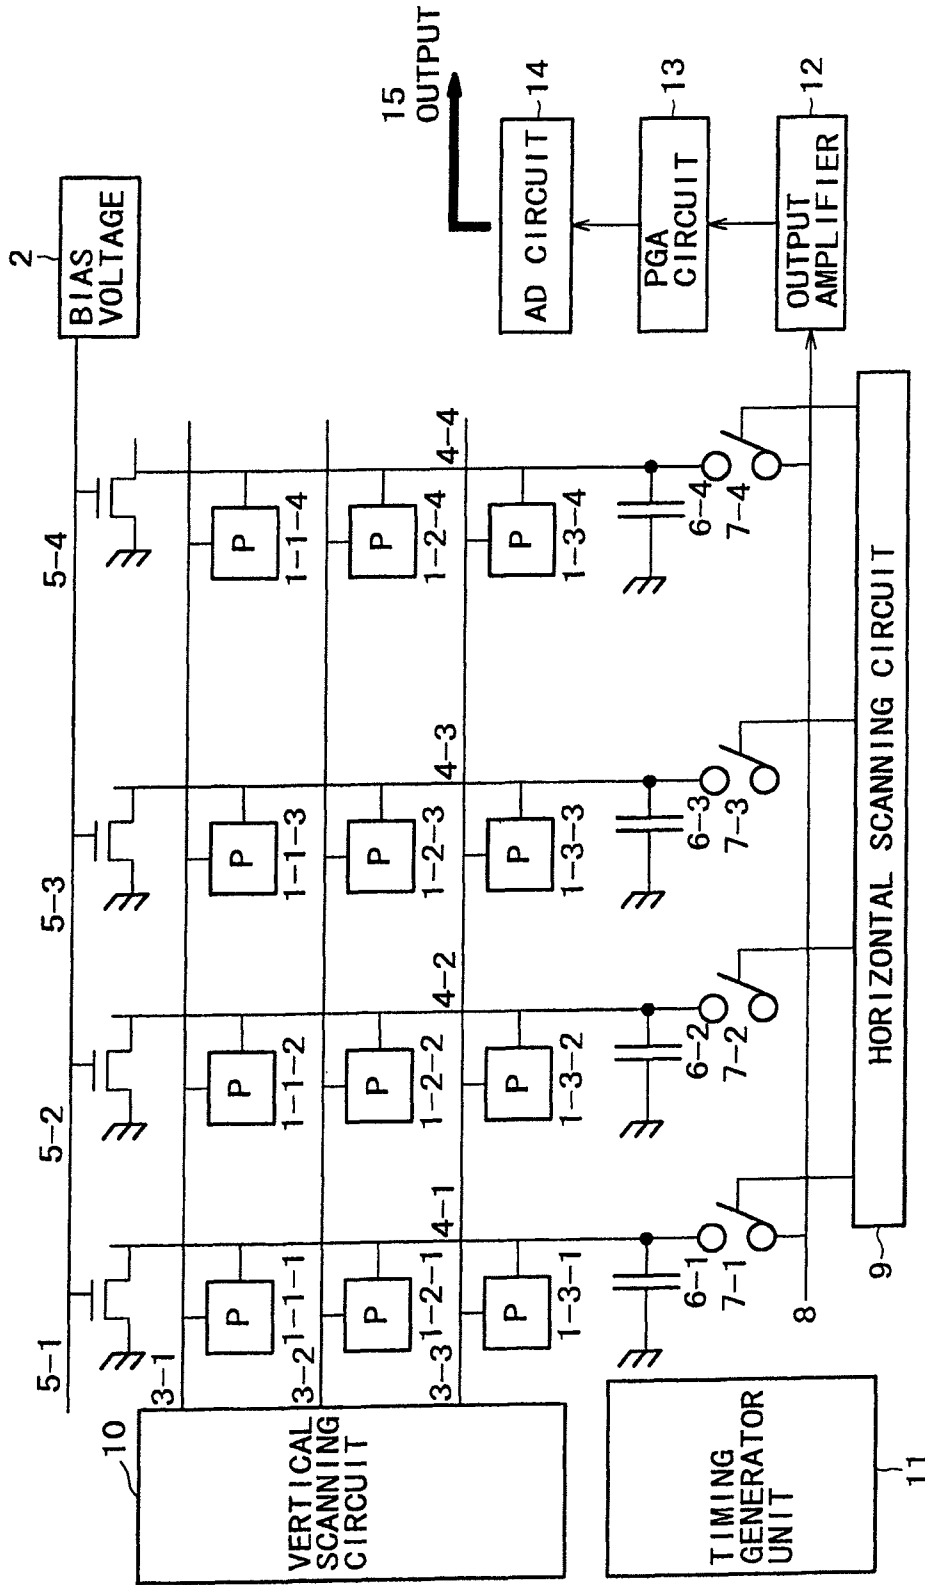 2
BIAS
VOLTAGE
5-1
5-2
5-3
5-4
10
VERTICAL
SCANNING
CIRCUIT
3-1
3-2
3-3
P
1-1-1
P
1-1-2
P
1-1-3
P
1-1-4
P
1-2-1
P
1-2-2
P
1-2-3
P
1-2-4
4-1
4-2
4-3
4-4
P
1-3-1
P
1-3-2
P
1-3-3
P
1-3-4
6-1
6-2
6-3
6-4
7-1
7-2
7-3
7-4
8
9
HORIZONTAL SCANNING CIRCUIT
TIMING
GENERATOR
UNIT
11
15
OUTPUT
AD CIRCUIT
14
PGA
CIRCUIT
13
OUTPUT
AMPLIFIER
12